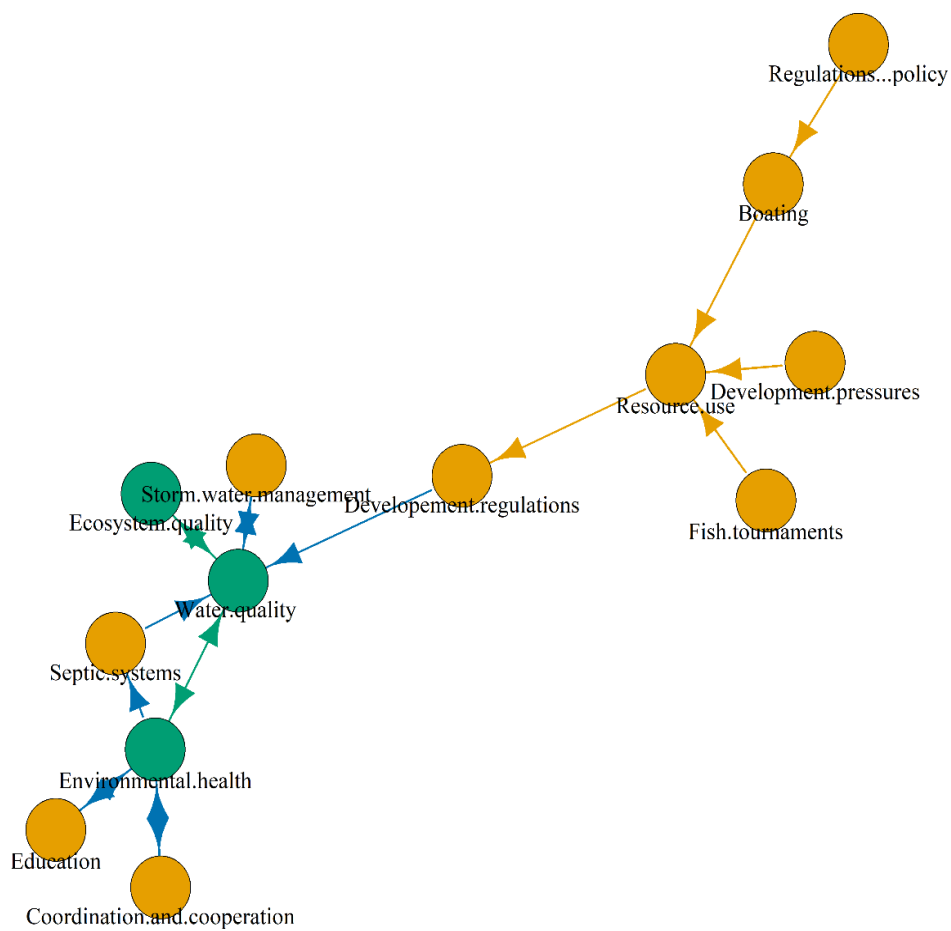 Regulations...policy
Boating
Development.pressures
Resource.use
Storm.water.management
Developement.regulations
Ecosystem.quality
Fish.tournaments
Water.quality
Septic.systems
Environmental.health
Education
Coordination.and.cooperation